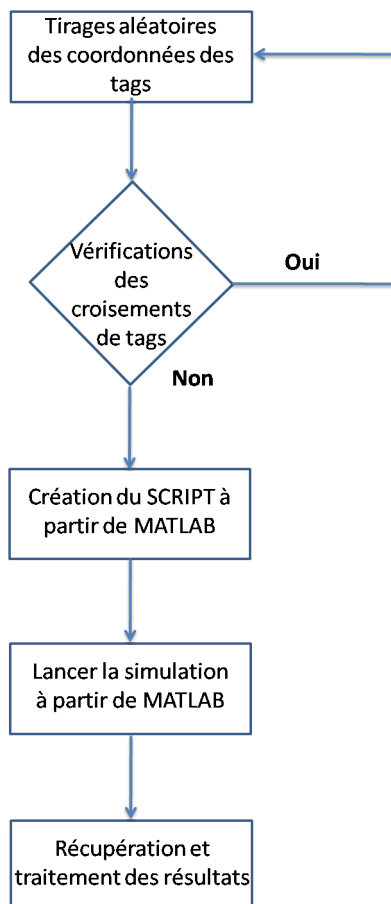 Tirages aléatoires
des coordonnées des
tags
Vérifications
des
croisements
de tags
Oui
Non
Création du SCRIPT à
partir de MATLAB
Lancer la simulation
à partir de MATLAB
Récupération et
traitement des résultats